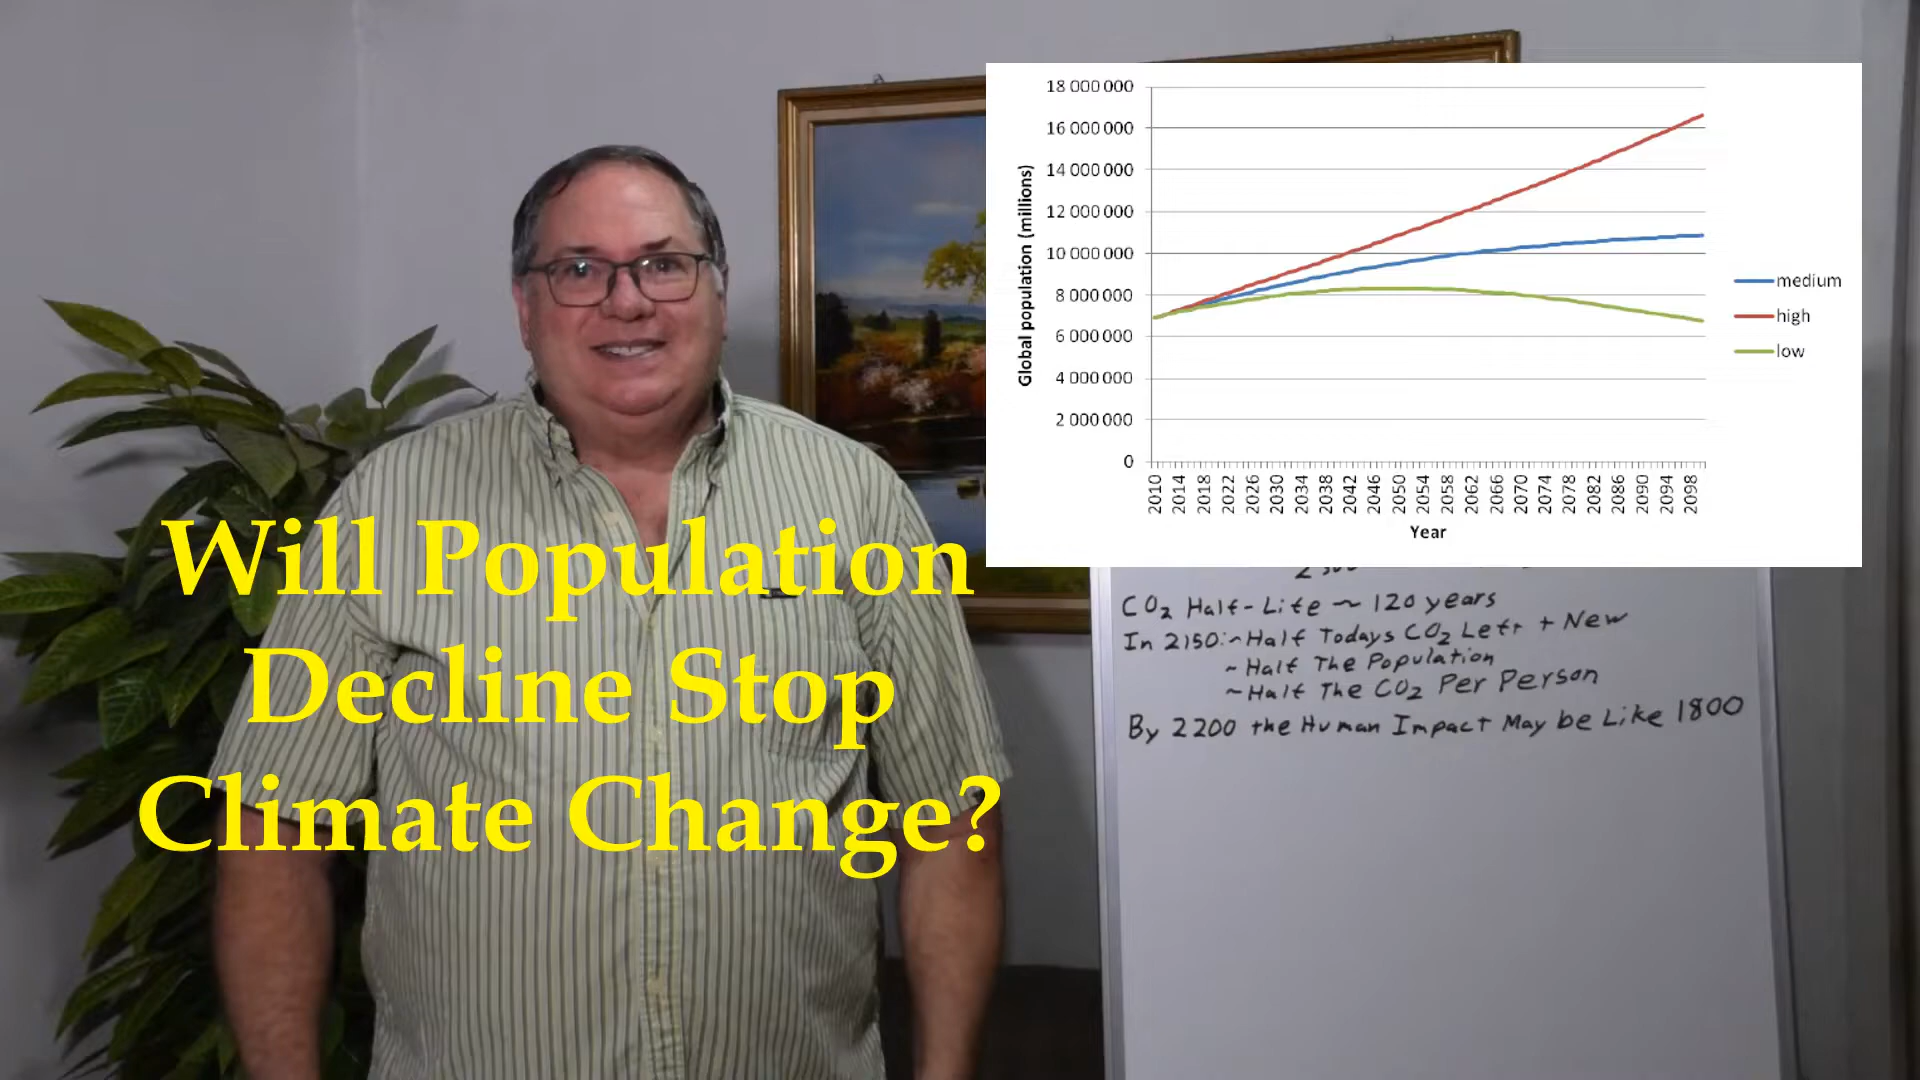 Will Population
Decline Stop
Climate Change?
18 000 000
16 000 000
14 000 000
12 000 000
10 000 000
8 000 000
6 000 000
4 000 000
2 000 000
0
Global population (millions)
2010 2014 2018 2022 2026 2030 2034 2038 2042 2046 2050 2054 2058 2062 2066 2070 2074 2078 2082 2086 2090 2094 2098
Year
medium
high
low
CO2 Half-Life ~ 120 years
In 2150:~Half Todays CO2 Left + New
~ Half The Population
~Half The CO2 Per Person
By 2200 the Human Impact May be Like 1800